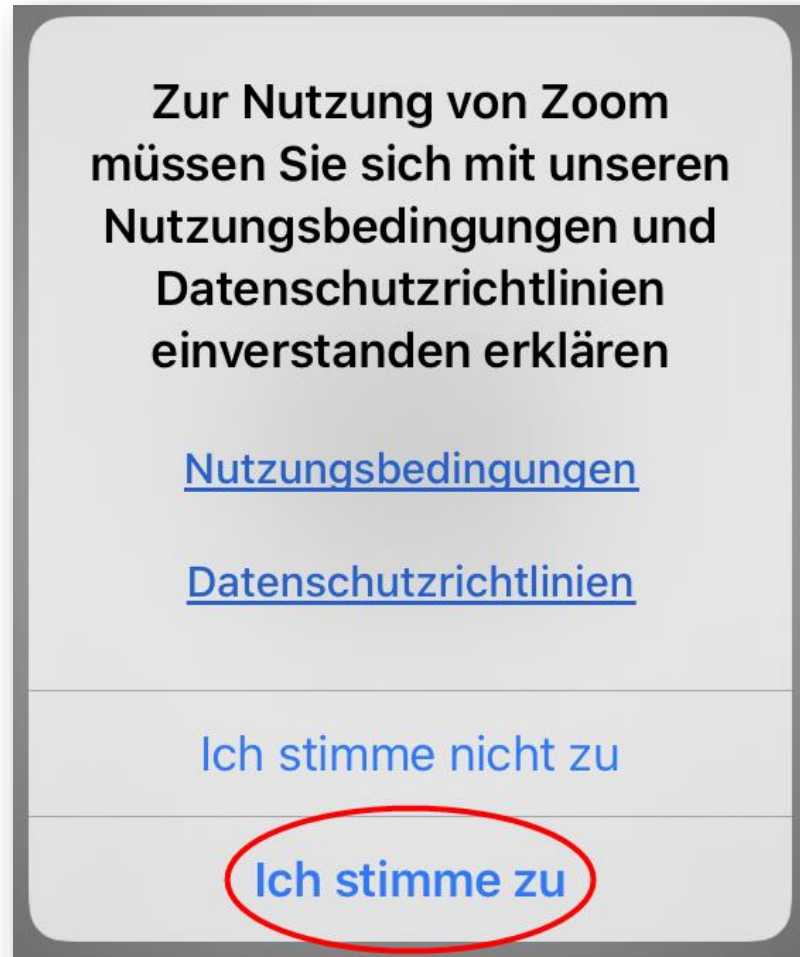 Zur Nutzung von Zoom
müssen Sie sich mit unseren
Nutzungsbedingungen und
Datenschutzrichtlinien
einverstanden erklären
Nutzungsbedingungen
Datenschutzrichtlinien
Ich stimme nicht zu
Ich stimme zu